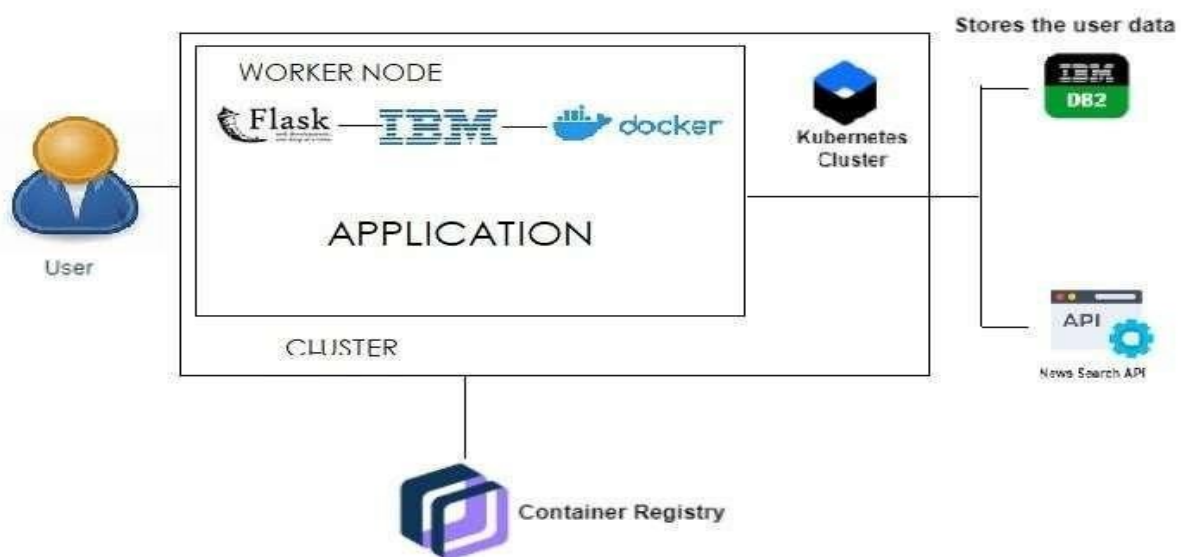 Stores the user data
WORKER NODE
Flask
IBM
docker
Kubernetes
Cluster
IBM
DB2
APPLICATION
User
API
News Search API
CLUSTER
Container Registry